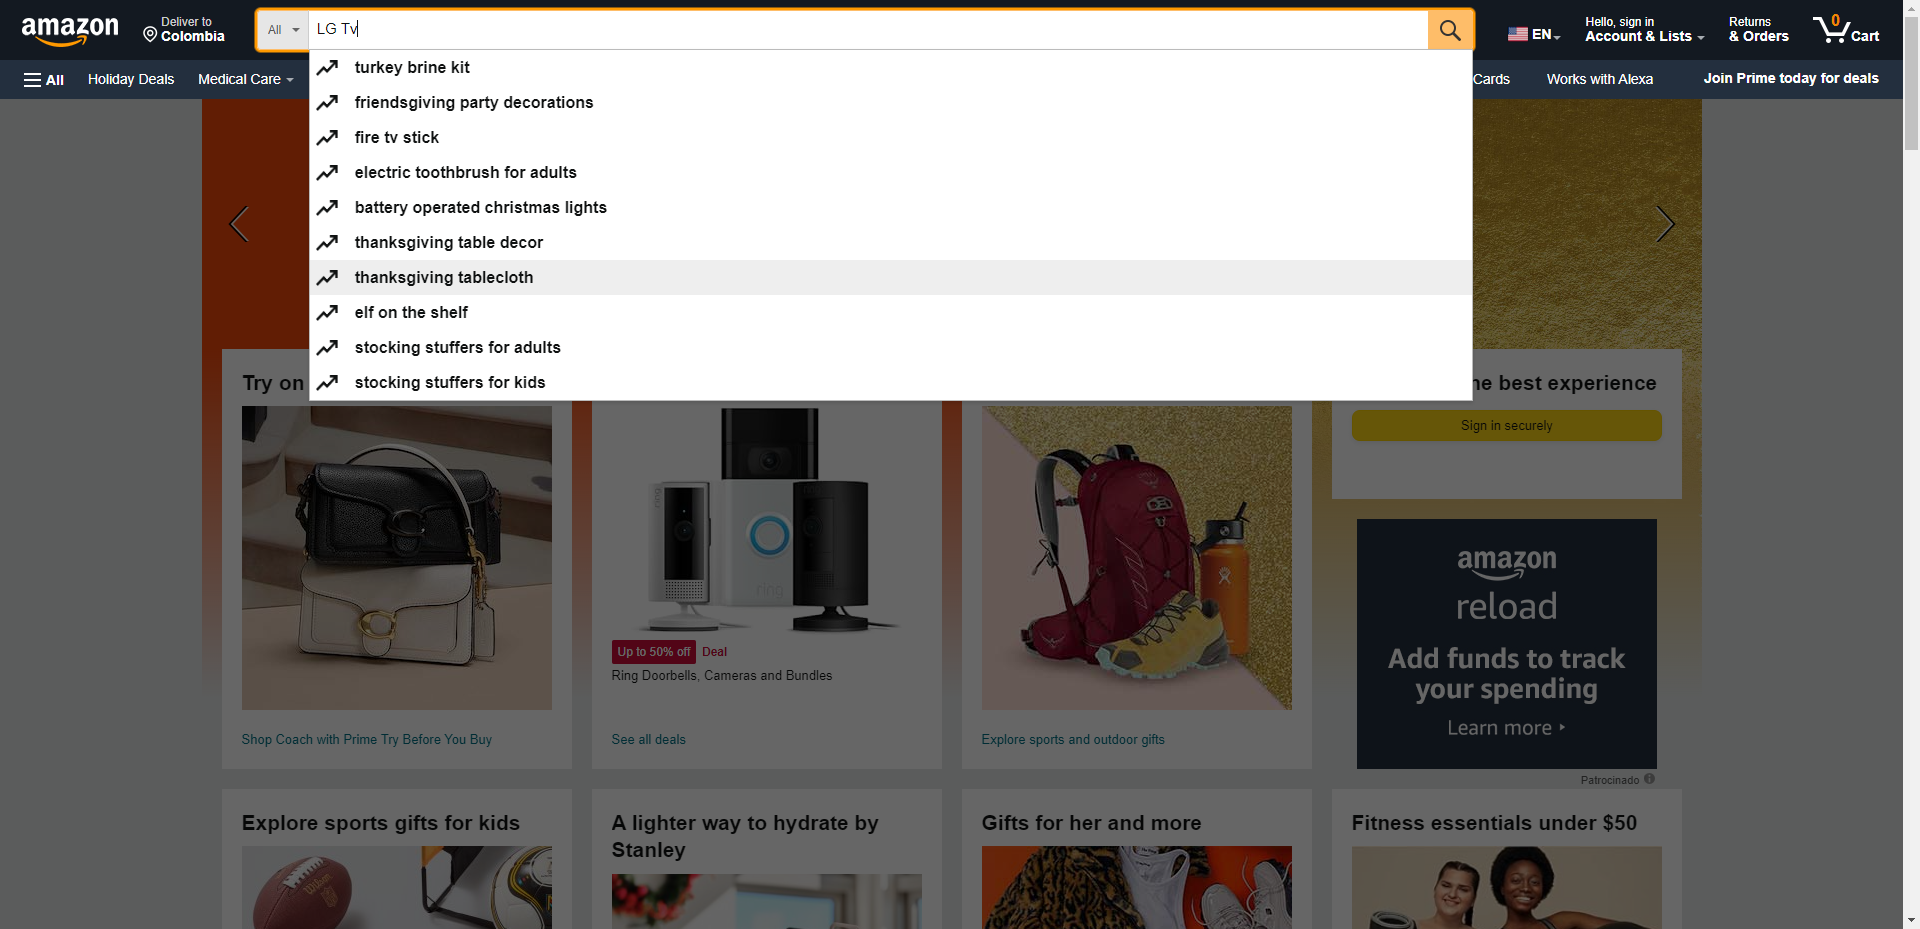 amazon
Deliver to
Colombia
All
LG Tv
EN
Hello, sign in
Account & Lists
Returns
& Orders
0
Cart
All
Holiday Deals
Medical Care
Cards
Works with Alexa
Join Prime today for deals
turkey brine kit
friendsgiving party decorations
fire tv stick
electric toothbrush for adults
battery operated christmas lights
thanksgiving table decor
thanksgiving tablecloth
elf on the shelf
stocking stuffers for adults
stocking stuffers for kids
Try on
best experience
Sign in securely
ring
ring
Up to 50% off Deal
Ring Doorbells, Cameras and Bundles
Shop Coach with Prime Try Before You Buy
See all deals
Explore sports and outdoor gifts
amazon
reload
Add funds to track
your spending
Learn more
Patrocinado
Explore sports gifts for kids
A lighter way to hydrate by
Stanley
Gifts for her and more
Fitness essentials under $50
Wilson